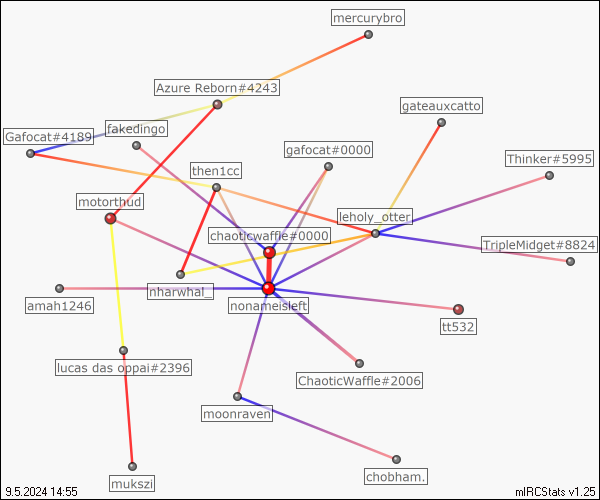 mercurybro
Azure Reborn#4243
gateauxcatto
fakedingo
Gafocat#4189
gafocat#0000
Thinker#5995
then1cc
motorthud
leholy_otter
chaoticwaffle#0000
TripleMidget#8824
nharwhal_
amah1246
nonameisleft
tt532
lucas das oppai#2396
ChaoticWaffle#2006
moonraven
chobham.
mukszi
9.5.2024 14:55
mIRCStats v1.25